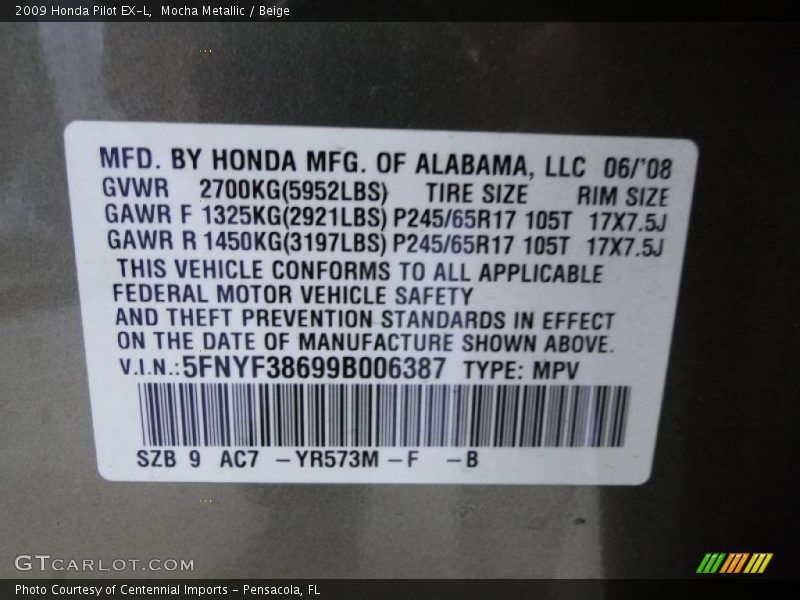 2009 Honda Pilot EX-L, Mocha Metallic / Beige
MFD. BY HONDA MFG. OF ALABAMA, LLC 06/'08
GVWR 2700KG(5952LBS) TIRE SIZE RIM SIZE
GAWR F 1325KG(2921LBS) P245/65R17 105T 17X7.5J
GAWR R 1450KG(3197LBS) P245/65R17 105T 17X7.5J
THIS VEHICLE CONFORMS TO ALL APPLICABLE
FEDERAL MOTOR VEHICLE SAFETY
AND THEFT PREVENTION STANDARDS IN EFFECT
ON THE DATE OF MANUFACTURE SHOWN ABOVE.
V.I.N.:5FNYF38699B006387 TYPE: MPV
SZB 9 AC7 -YR573M-F -B
GTCARLOT.COM
Photo Courtesy of Centennial Imports - Pensacola, FL